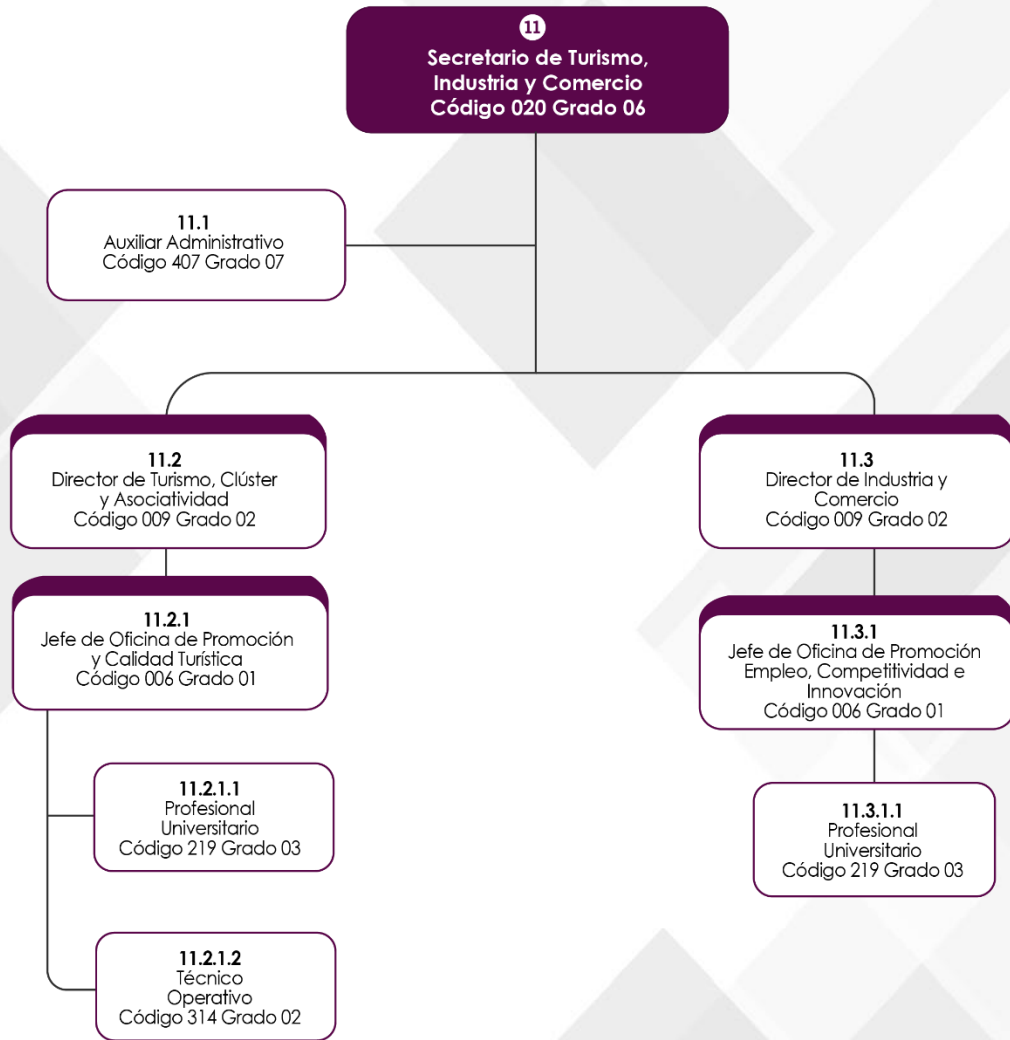 11
Secretario de Turismo,
Industria y Comercio
Código 020 Grado 06
11.1
Auxiliar Administrativo
Código 407 Grado 07
11.2
Director de Turismo, Clúster
y Asociatividad
Código 009 Grado 02
11.2.1
Jefe de Oficina de Promoción
y Calidad Turística
Código 006 Grado 01
11.2.1.1
Profesional
Universitario
Código 219 Grado 03
11.2.1.2
Técnico
Operativo
Código 314 Grado 02
11.3
Director de Industria y
Comercio
Código 009 Grado 02
11.3.1
Jefe de Oficina de Promoción
Empleo, Competitividad e
Innovación
Código 006 Grado 01
11.3.1.1
Profesional
Universitario
Código 219 Grado 03